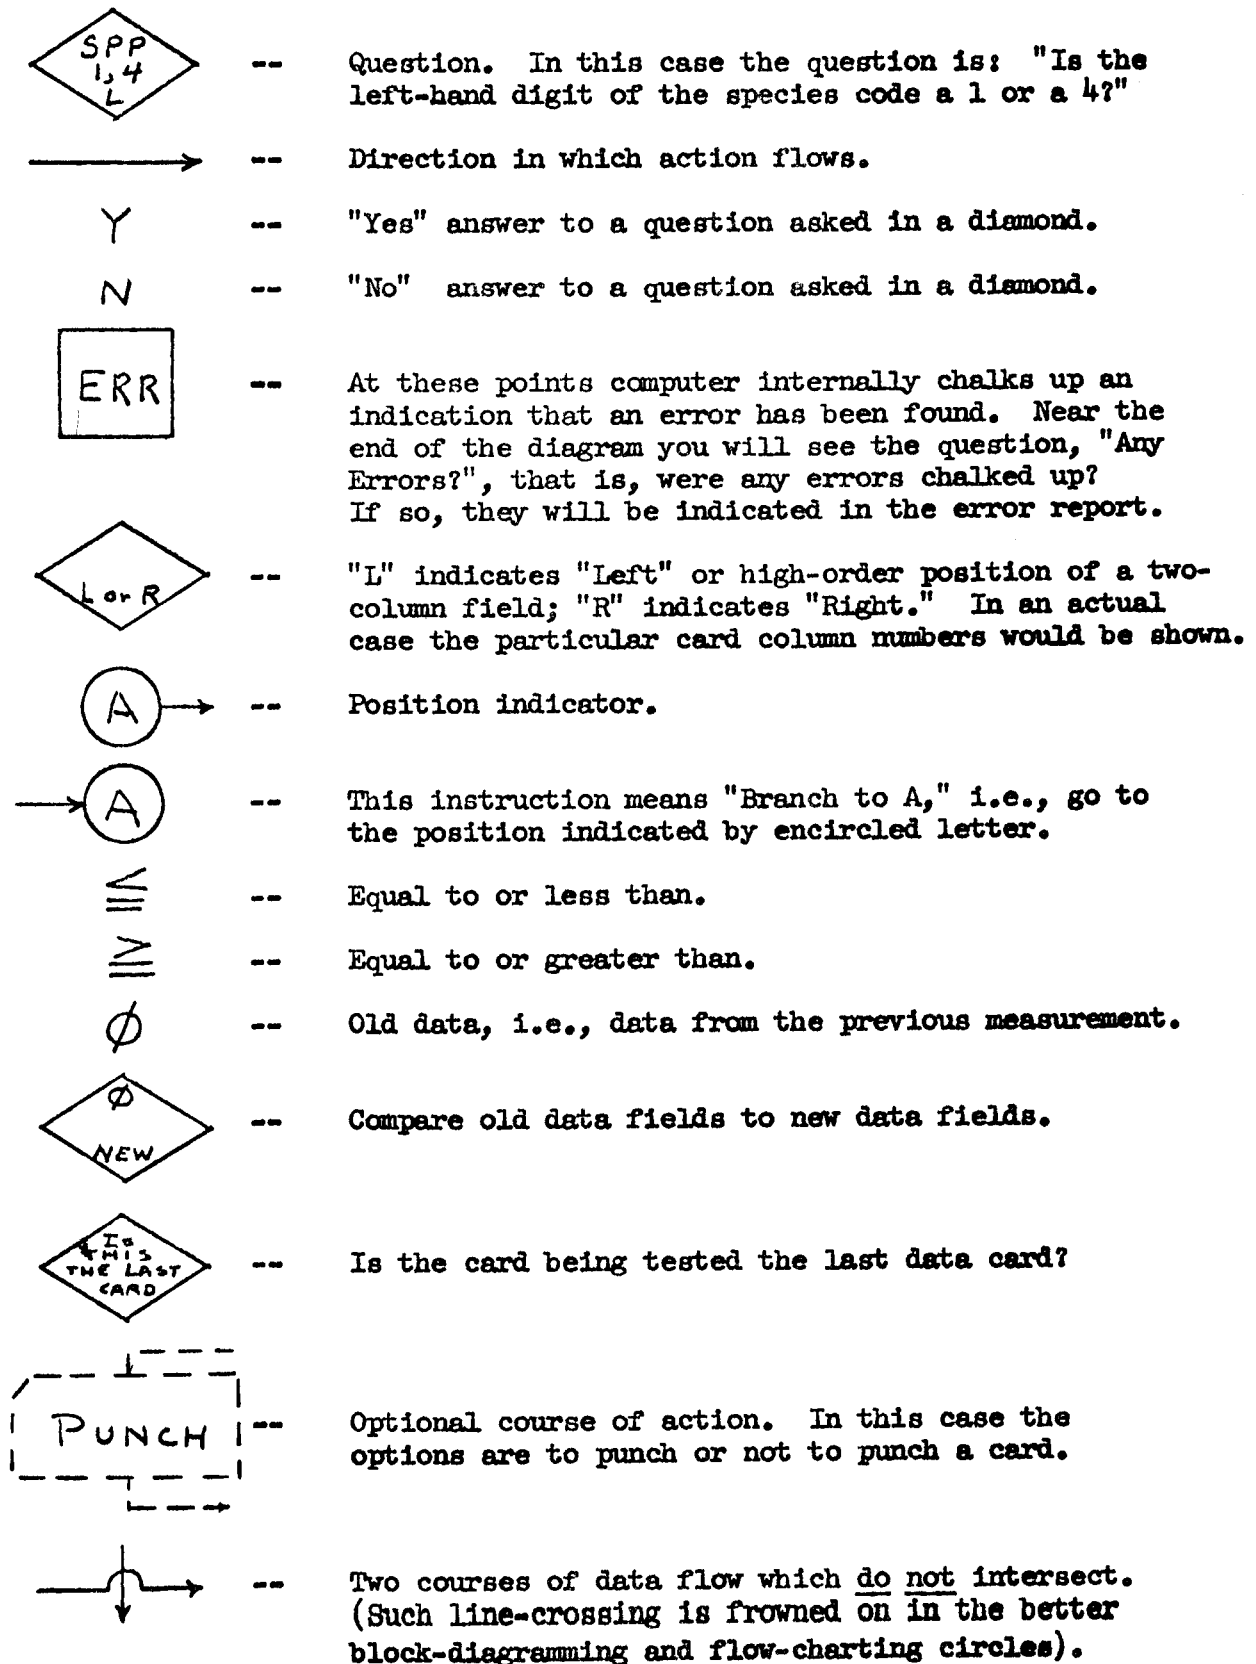 SPP
1, 4
L
-- Question. In this case the question is: "Is the
left-hand digit of the species code a 1 or a 4?"
-- Direction in which action flows.
Y -- "Yes" answer to a question asked in a diamond.
N -- "No" answer to a question asked in a diamond.
ERR -- At these points computer internally chalks up an
indication that an error has been found. Near the
end of the diagram you will see the question, "Any
Errors?", that is, were any errors chalked up?
If so, they will be indicated in the error report.
L or R -- "L" indicates "Left" or high-order position of a two-
column field; "R" indicates "Right." In an actual
case the particular card column numbers would be shown.
A -- Position indicator.
A -- This instruction means "Branch to A," i.e., go to
the position indicated by encircled letter.
≦ -- Equal to or less than.
≧ -- Equal to or greater than.
Ø -- Old data, i.e., data from the previous measurement.
Ø
NEW
-- Compare old data fields to new data fields.
Is
THIS
THE LAST
CARD
-- Is the card being tested the last data card?
PUNCH -- Optional course of action. In this case the
options are to punch or not to punch a card.
-- Two courses of data flow which do not intersect.
(Such line-crossing is frowned on in the better
block-diagramming and flow-charting circles).